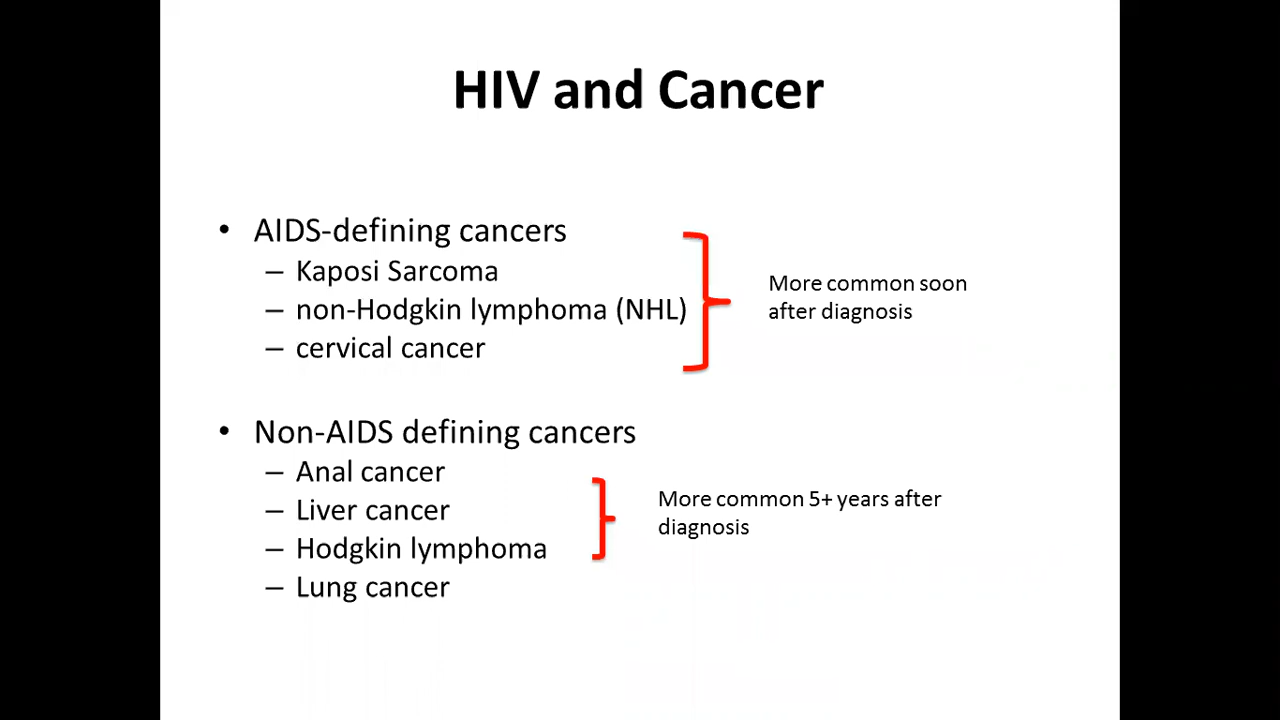 HIV and Cancer
• AIDS-defining cancers
– Kaposi Sarcoma
– non-Hodgkin lymphoma (NHL)
– cervical cancer
More common soon
after diagnosis
• Non-AIDS defining cancers
– Anal cancer
– Liver cancer
– Hodgkin lymphoma
– Lung cancer
More common 5+ years after
diagnosis